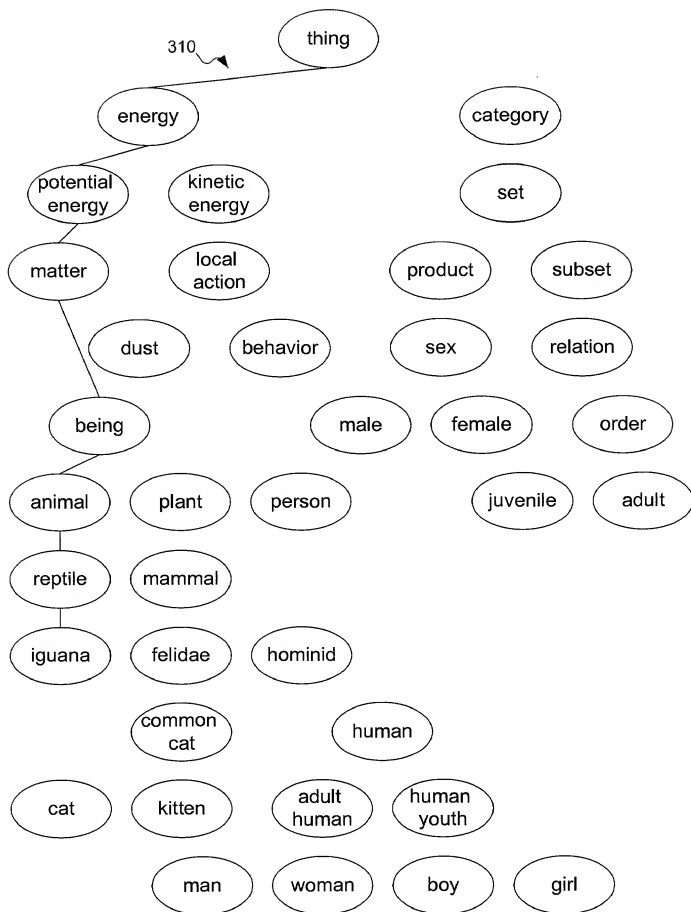 310
thing
energy
category
potential
energy
kinetic
energy
set
matter
local
action
product
subset
dust
behavior
sex
relation
being
male
female
order
animal
plant
person
juvenile
adult
reptile
mammal
iguana
felidae
hominid
common
cat
human
cat
kitten
adult
human
human
youth
man
woman
boy
girl